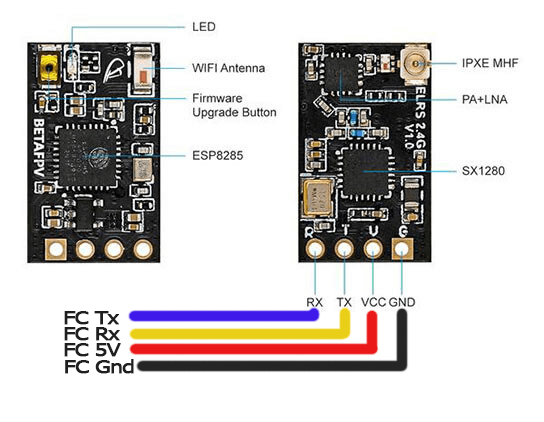 LED
WIFI Antenna
Firmware
Upgrade Button
ESP8285
BETAFPV
IPXE MHF
PA+LNA
SX1280
ELRS 2.4G
V1.0
R T V G
RX TX VCC GND
FC Tx
FC Rx
FC 5V
FC Gnd